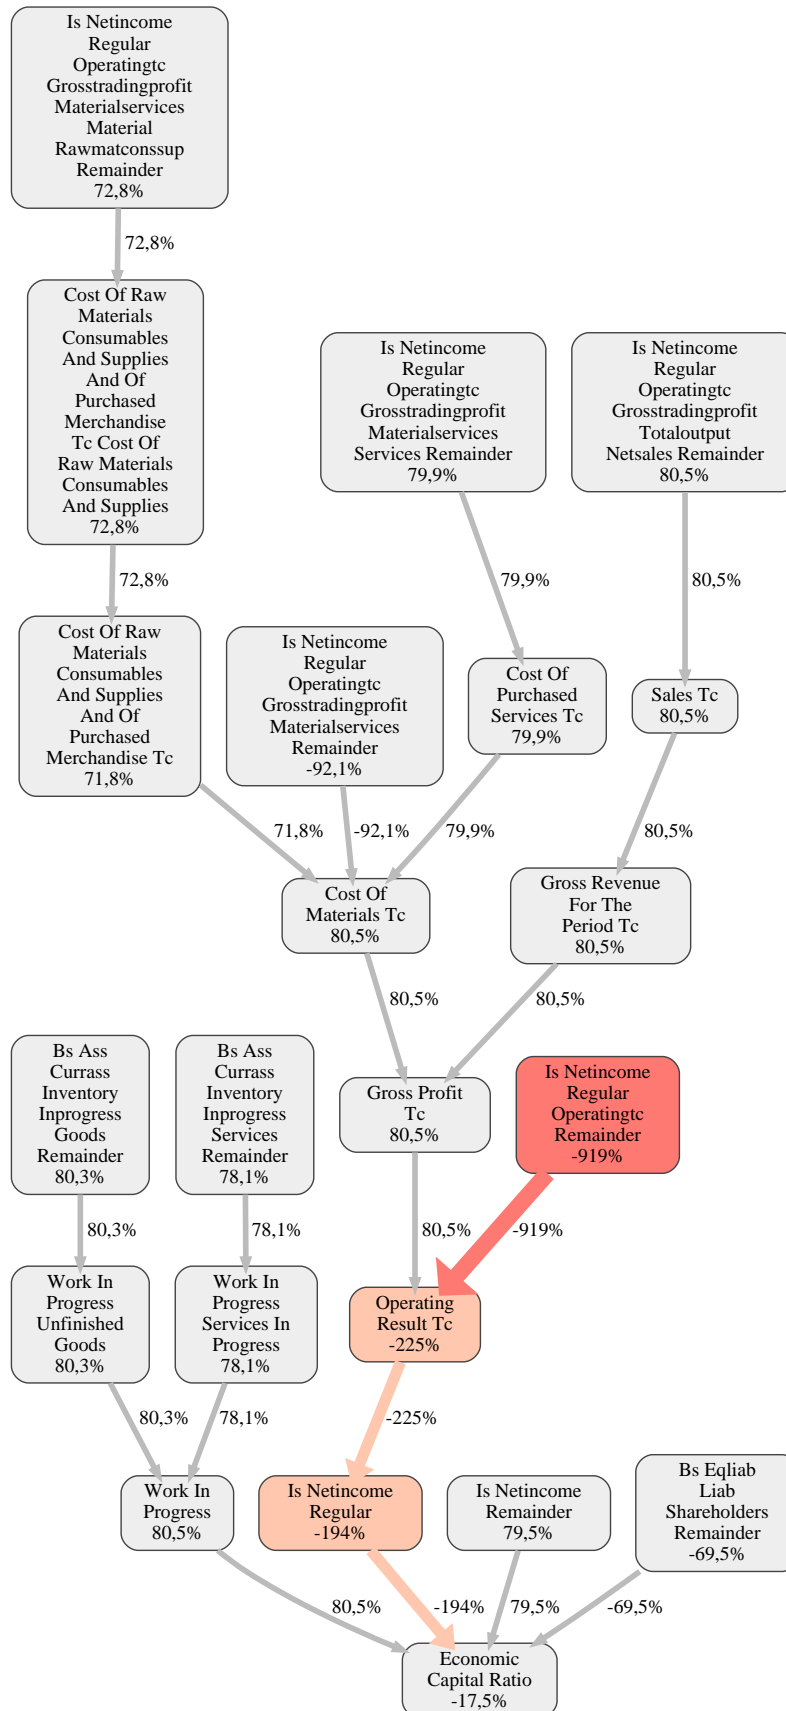 Is Netincome
Regular
Operatingtc
Grosstradingprofit
Materialservices
Material
Rawmatconssup
Remainder
72,8%
72,8%
Cost Of Raw
Materials
Consumables
And Supplies
And Of
Purchased
Merchandise
Tc Cost Of
Raw Materials
Consumables
And Supplies
72,8%
Is Netincome
Regular
Operatingtc
Grosstradingprofit
Materialservices
Services Remainder
79,9%
Is Netincome
Regular
Operatingtc
Grosstradingprofit
Totaloutput
Netsales Remainder
80,5%
72,8%
79,9%
80,5%
Cost Of Raw
Materials
Consumables
And Supplies
And Of
Purchased
Merchandise Tc
71,8%
Is Netincome
Regular
Operatingtc
Grosstradingprofit
Materialservices
Remainder
-92,1%
Cost Of
Purchased
Services Tc
79,9%
Sales Tc
80,5%
71,8%
-92,1%
79,9%
80,5%
Cost Of
Materials Tc
80,5%
Gross Revenue
For The
Period Tc
80,5%
80,5%
80,5%
Bs Ass
Currass
Inventory
Inprogress
Goods
Remainder
80,3%
Bs Ass
Currass
Inventory
Inprogress
Services
Remainder
78,1%
Gross Profit
Tc
80,5%
Is Netincome
Regular
Operatingtc
Remainder
-919%
80,3%
78,1%
80,5%
-919%
Work In
Progress
Unfinished
Goods
80,3%
Work In
Progress
Services In
Progress
78,1%
Operating
Result Tc
-225%
80,3%
78,1%
-225%
Work In
Progress
80,5%
Is Netincome
Regular
-194%
Is Netincome
Remainder
79,5%
Bs Eqliab
Liab
Shareholders
Remainder
-69,5%
80,5%
-194%
79,5%
-69,5%
Economic
Capital Ratio
-17,5%